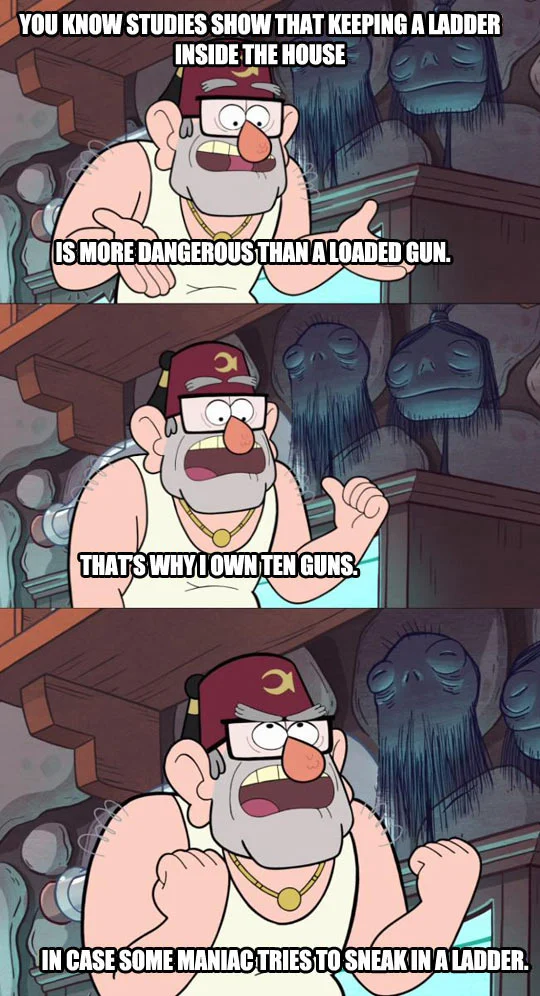 YOU KNOW STUDIES SHOW THAT KEEPING A LADDER
INSIDE THE HOUSE
IS MORE DANGEROUS THAN A LOADED GUN.
THAT'S WHY I OWN TEN GUNS.
IN CASE SOME MANIAC TRIES TO SNEAK IN A LADDER.